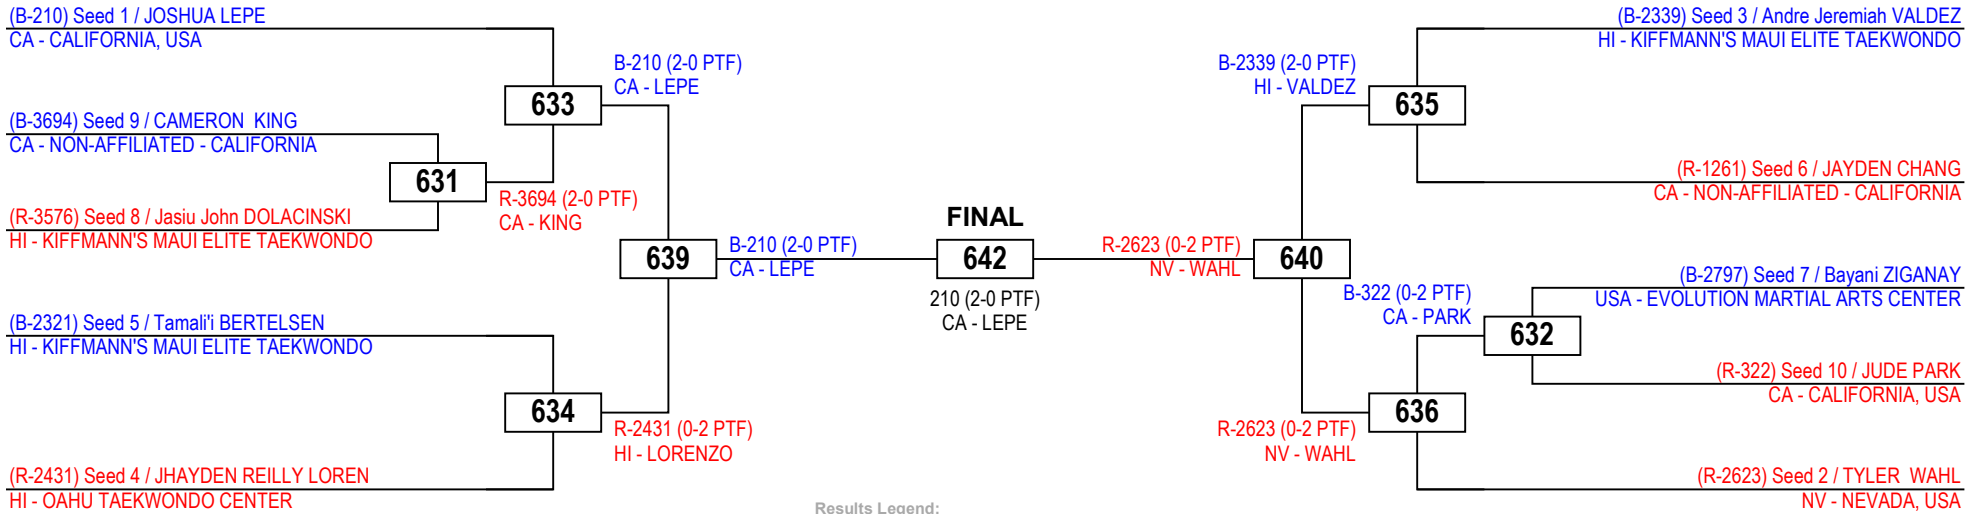 (B-210) Seed 1 / JOSHUA LEPE
CA - CALIFORNIA, USA
B-210 (2-0 PTF)
CA - LEPE
633
(B-3694) Seed 9 / CAMERON  KING
CA - NON-AFFILIATED - CALIFORNIA
631
R-3694 (2-0 PTF)
CA - KING
(R-3576) Seed 8 / Jasiu John DOLACINSKI
HI - KIFFMANN'S MAUI ELITE TAEKWONDO
639
B-210 (2-0 PTF)
CA - LEPE
(B-2321) Seed 5 / Tamali'i BERTELSEN
HI - KIFFMANN'S MAUI ELITE TAEKWONDO
634
R-2431 (0-2 PTF)
HI - LORENZO
(R-2431) Seed 4 / JHAYDEN REILLY LOREN
HI - OAHU TAEKWONDO CENTER
FINAL
642
210 (2-0 PTF)
CA - LEPE
(B-2339) Seed 3 / Andre Jeremiah VALDEZ
HI - KIFFMANN'S MAUI ELITE TAEKWONDO
B-2339 (2-0 PTF)
HI - VALDEZ
635
(R-1261) Seed 6 / JAYDEN CHANG
CA - NON-AFFILIATED - CALIFORNIA
R-2623 (0-2 PTF)
NV - WAHL
640
(B-2797) Seed 7 / Bayani ZIGANAY
USA - EVOLUTION MARTIAL ARTS CENTER
B-322 (0-2 PTF)
CA - PARK
632
(R-322) Seed 10 / JUDE PARK
CA - CALIFORNIA, USA
636
R-2623 (0-2 PTF)
NV - WAHL
(R-2623) Seed 2 / TYLER  WAHL
NV - NEVADA, USA
Results Legend: